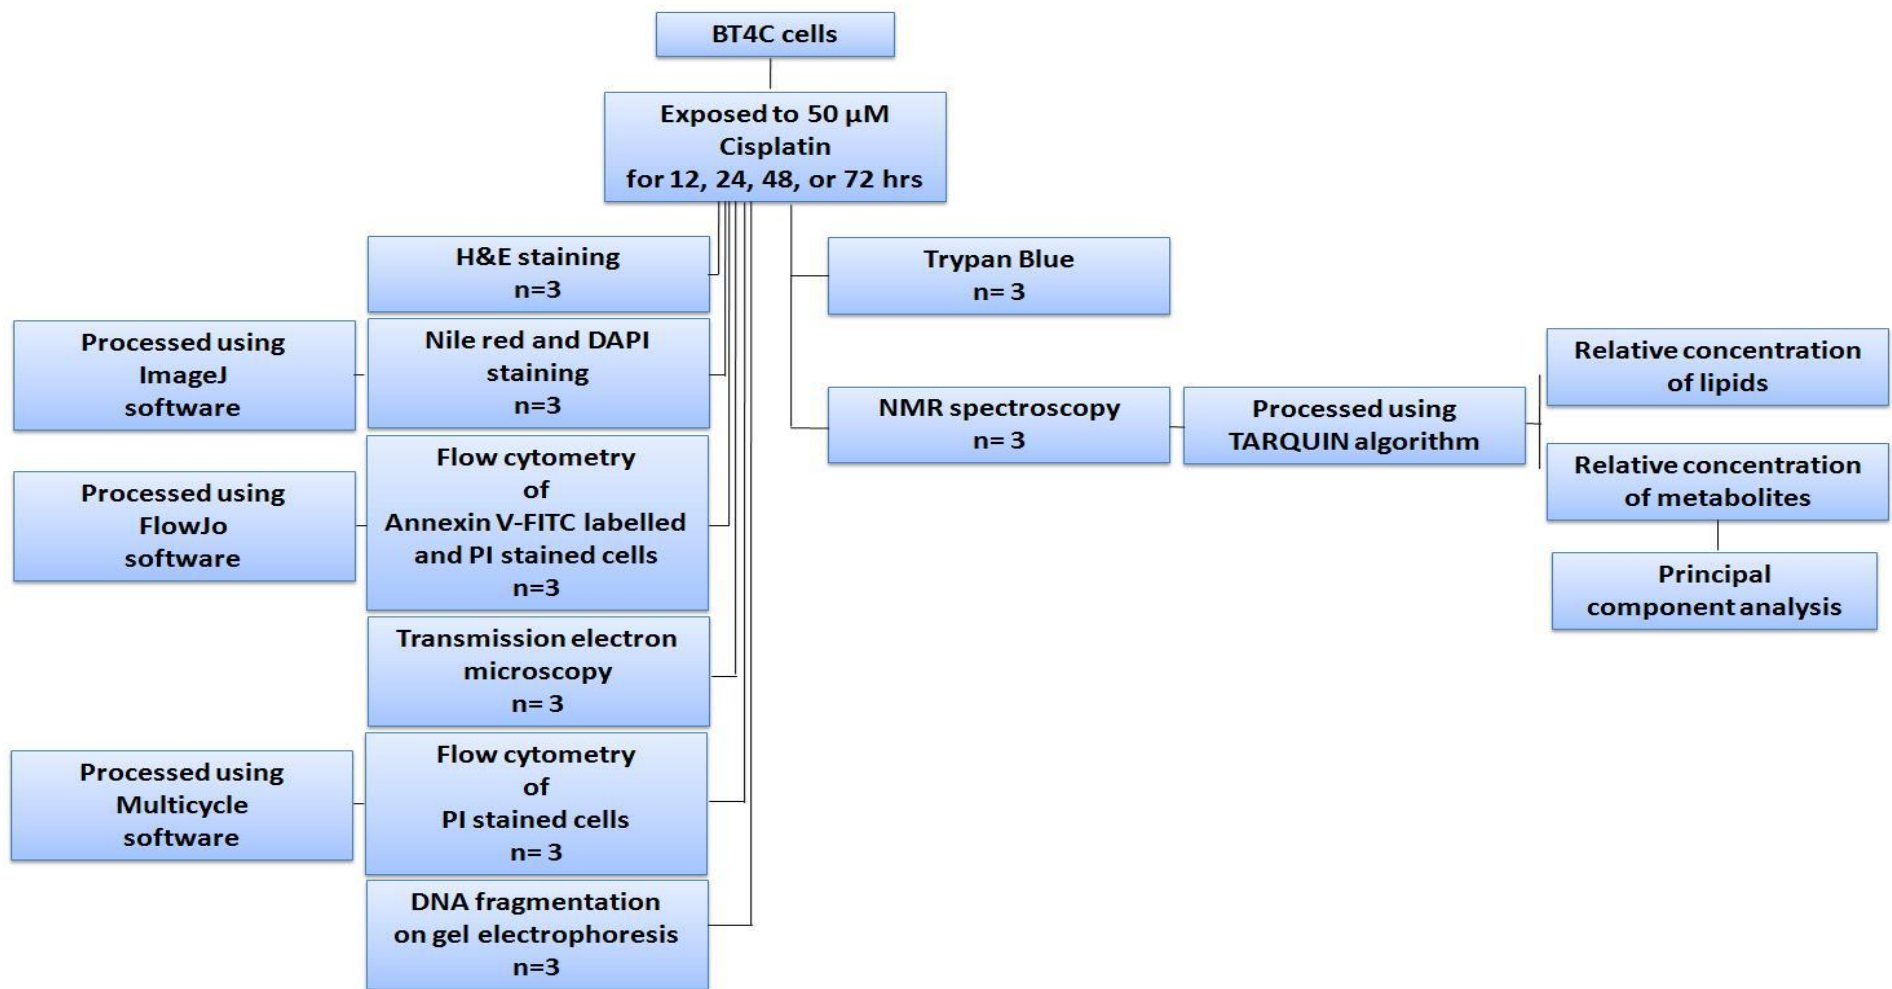 BT4C cells
Exposed to 50 µM
Cisplatin
for 12, 24, 48, or 72 hrs
H&E staining
n=3
Processed using
ImageJ
software
Nile red and DAPI
staining
n=3
Processed using
FlowJo
software
Flow cytometry
of
Annexin V-FITC labelled
and PI stained cells
n=3
Transmission electron
microscopy
n= 3
Processed using
Multicycle
software
Flow cytometry
of
PI stained cells
n= 3
DNA fragmentation
on gel electrophoresis
n=3
Trypan Blue
n= 3
NMR spectroscopy
n= 3
Processed using
TARQUIN algorithm
Relative concentration
of lipids
Relative concentration
of metabolites
Principal
component analysis